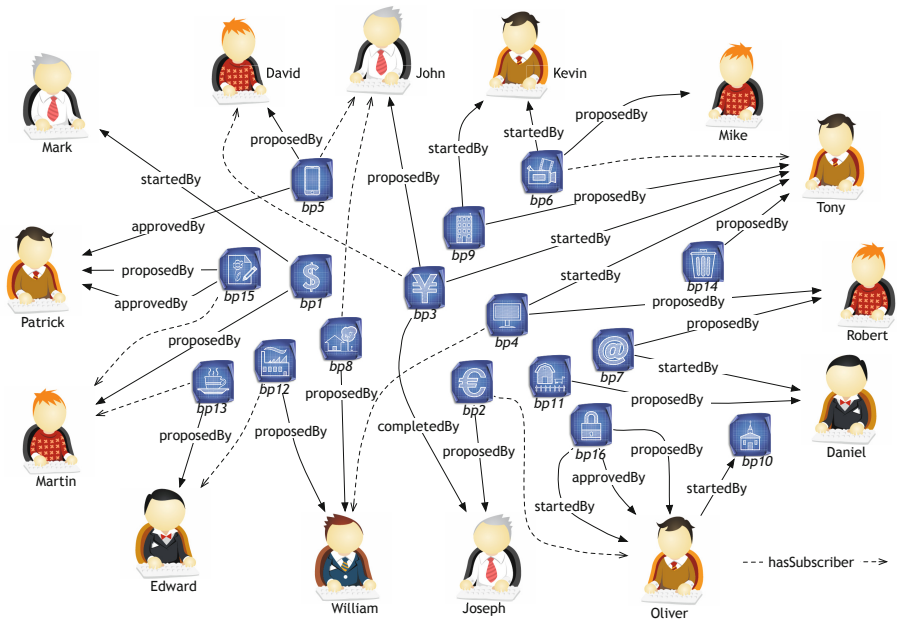 David
John
Kevin
Mark
Mike
proposedBy
startedBy
proposedBy
startedBy
startedBy
proposedBy
bp5
bp6
proposedBy
Tony
approvedBy
proposedBy
startedBy
bp9
proposedBy
approvedBy
bp15
bp1
bp3
startedBy
bp14
Patrick
proposedBy
Robert
proposedBy
bp4
proposedBy
bp8
bp7
startedBy
bp13
bp12
proposedBy
bp2
bp11
proposedBy
proposedBy
proposedBy
completedBy
proposedBy
bp16
proposedBy
bp10
Daniel
Martin
approvedBy
startedBy
startedBy
hasSubscriber
Edward
William
Joseph
Oliver